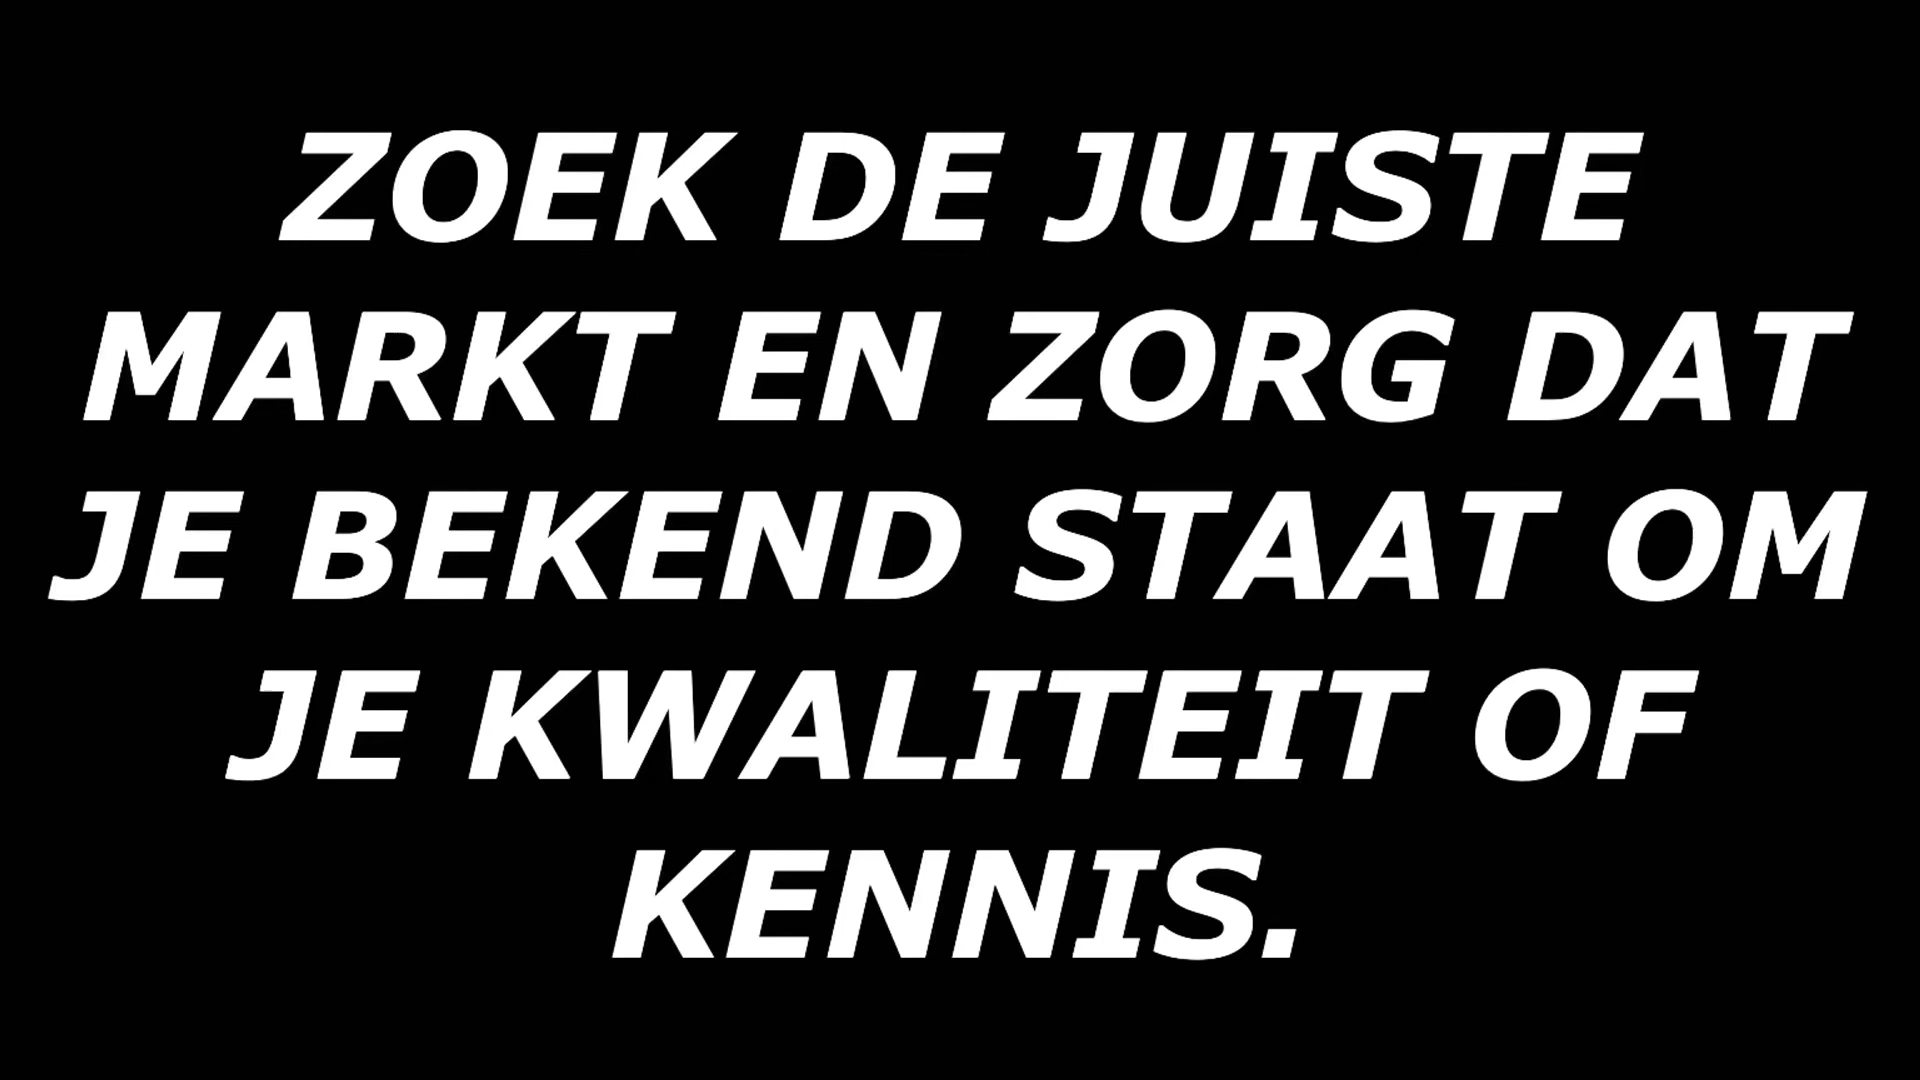 ZOEK DE JUISTE
MARKT EN ZORG DAT
JE BEKEND STAAT OM
JE KWALITEIT OF
KENNIS.